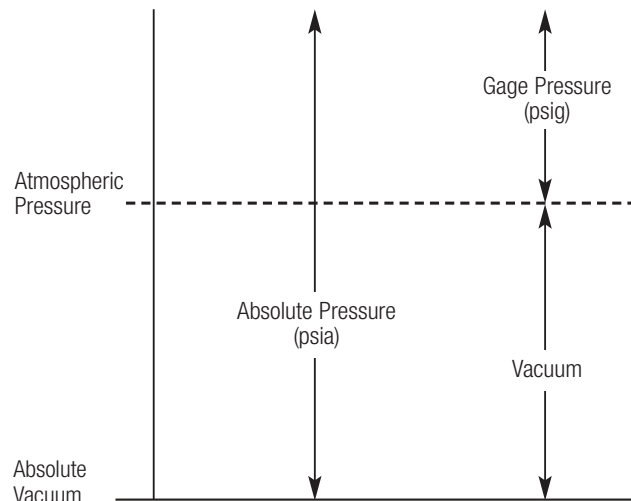 Gage Pressure
(psig)
Atmospheric
Pressure
Absolute Pressure
(psia)
Vacuum
Absolute
Vacuum